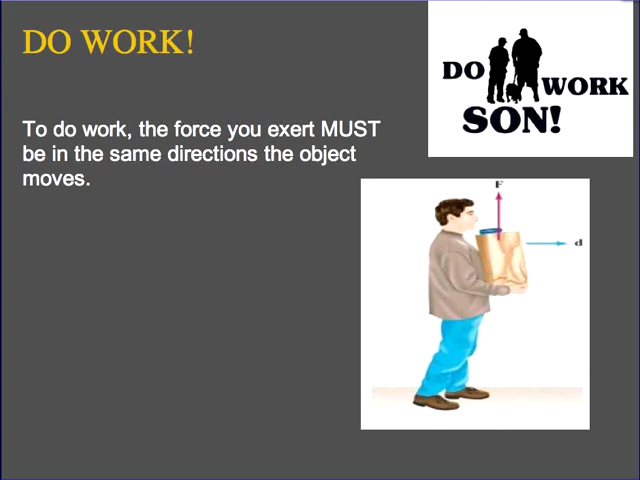 DO WORK!
DO WORK
SON!
To do work, the force you exert MUST
be in the same directions the object
moves.
F
d